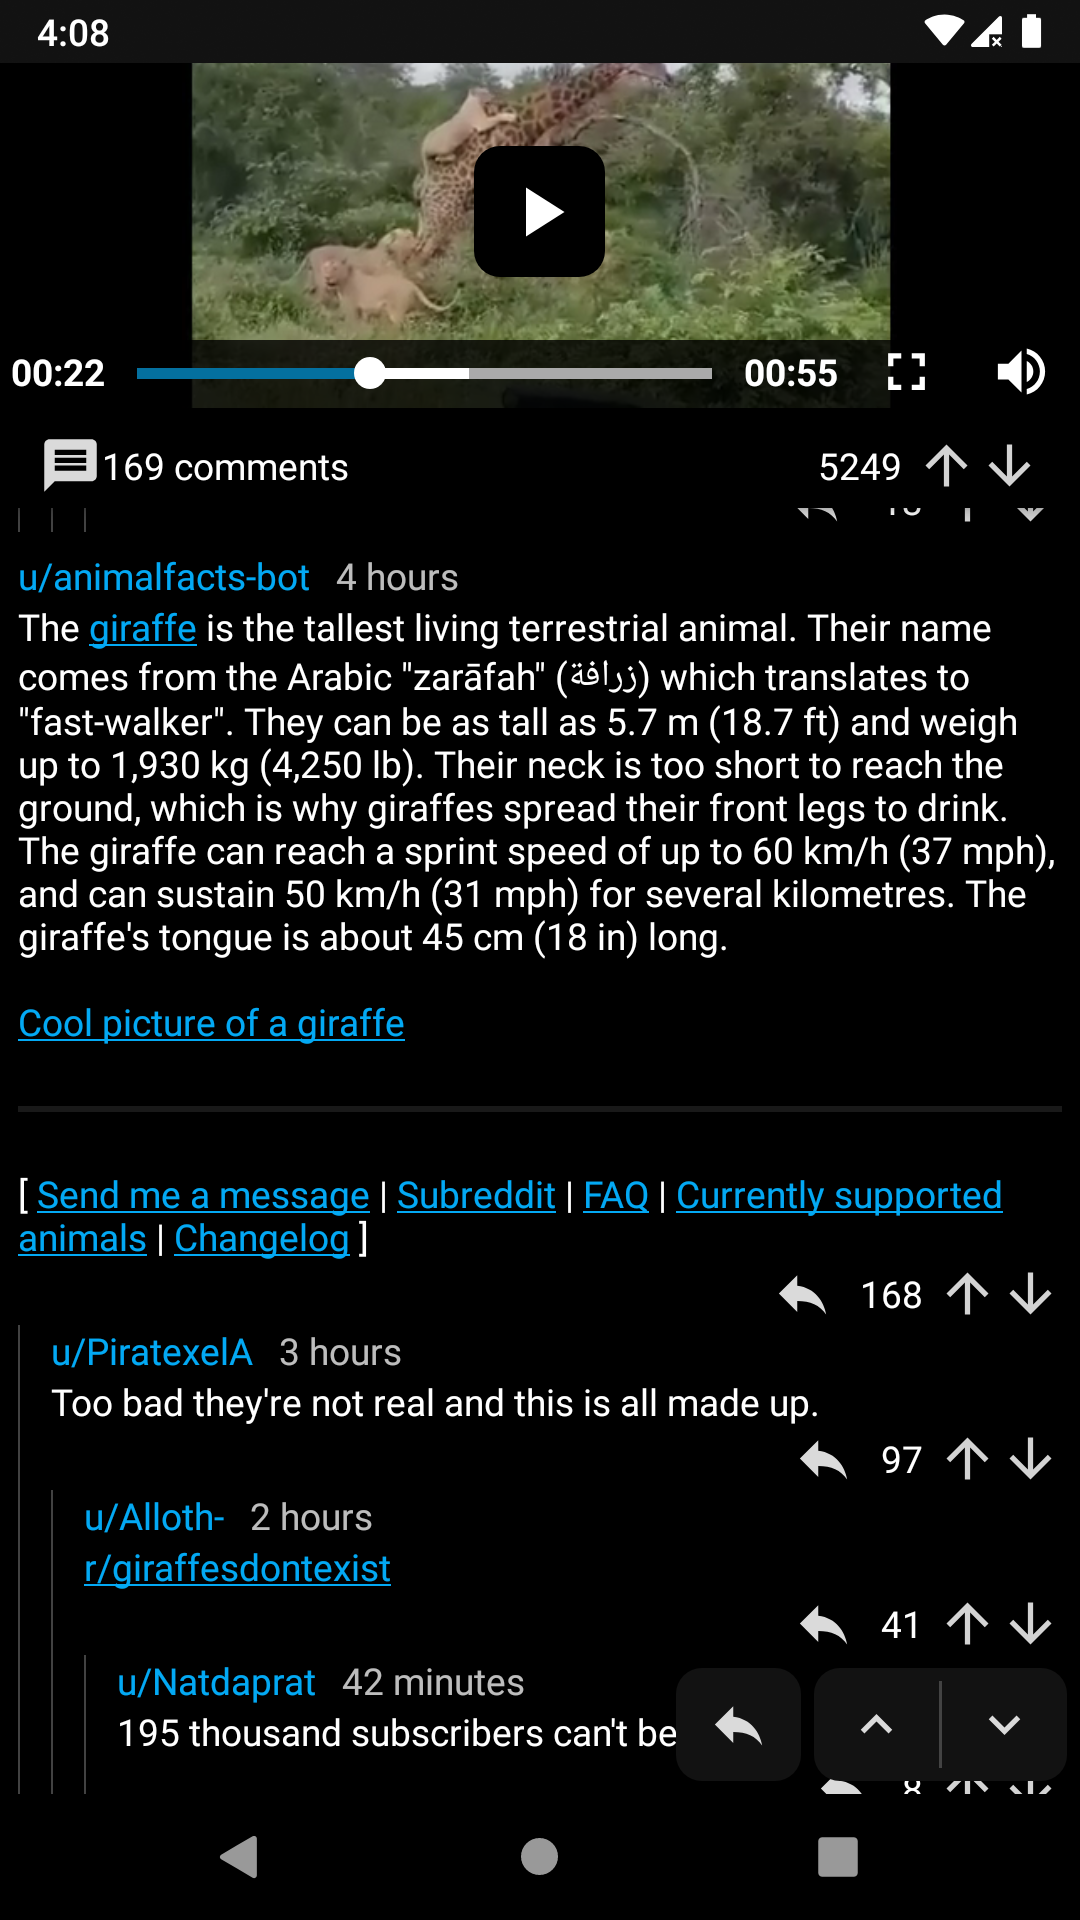 4:08
00:22
00:55
169 comments
5249
u/animalfacts-bot 4 hours
The giraffe is the tallest living terrestrial animal. Their name
comes from the Arabic "zarāfah" (زرافة) which translates to
"fast-walker". They can be as tall as 5.7 m (18.7 ft) and weigh
up to 1,930 kg (4,250 lb). Their neck is too short to reach the
ground, which is why giraffes spread their front legs to drink.
The giraffe can reach a sprint speed of up to 60 km/h (37 mph),
and can sustain 50 km/h (31 mph) for several kilometres. The
giraffe's tongue is about 45 cm (18 in) long.
Cool picture of a giraffe
[ Send me a message | Subreddit | FAQ | Currently supported
animals | Changelog ]
168
u/PiratexelA 3 hours
Too bad they're not real and this is all made up.
97
u/Alloth- 2 hours
r/giraffesdontexist
41
u/Natdaprat 42 minutes
195 thousand subscribers can't be
8